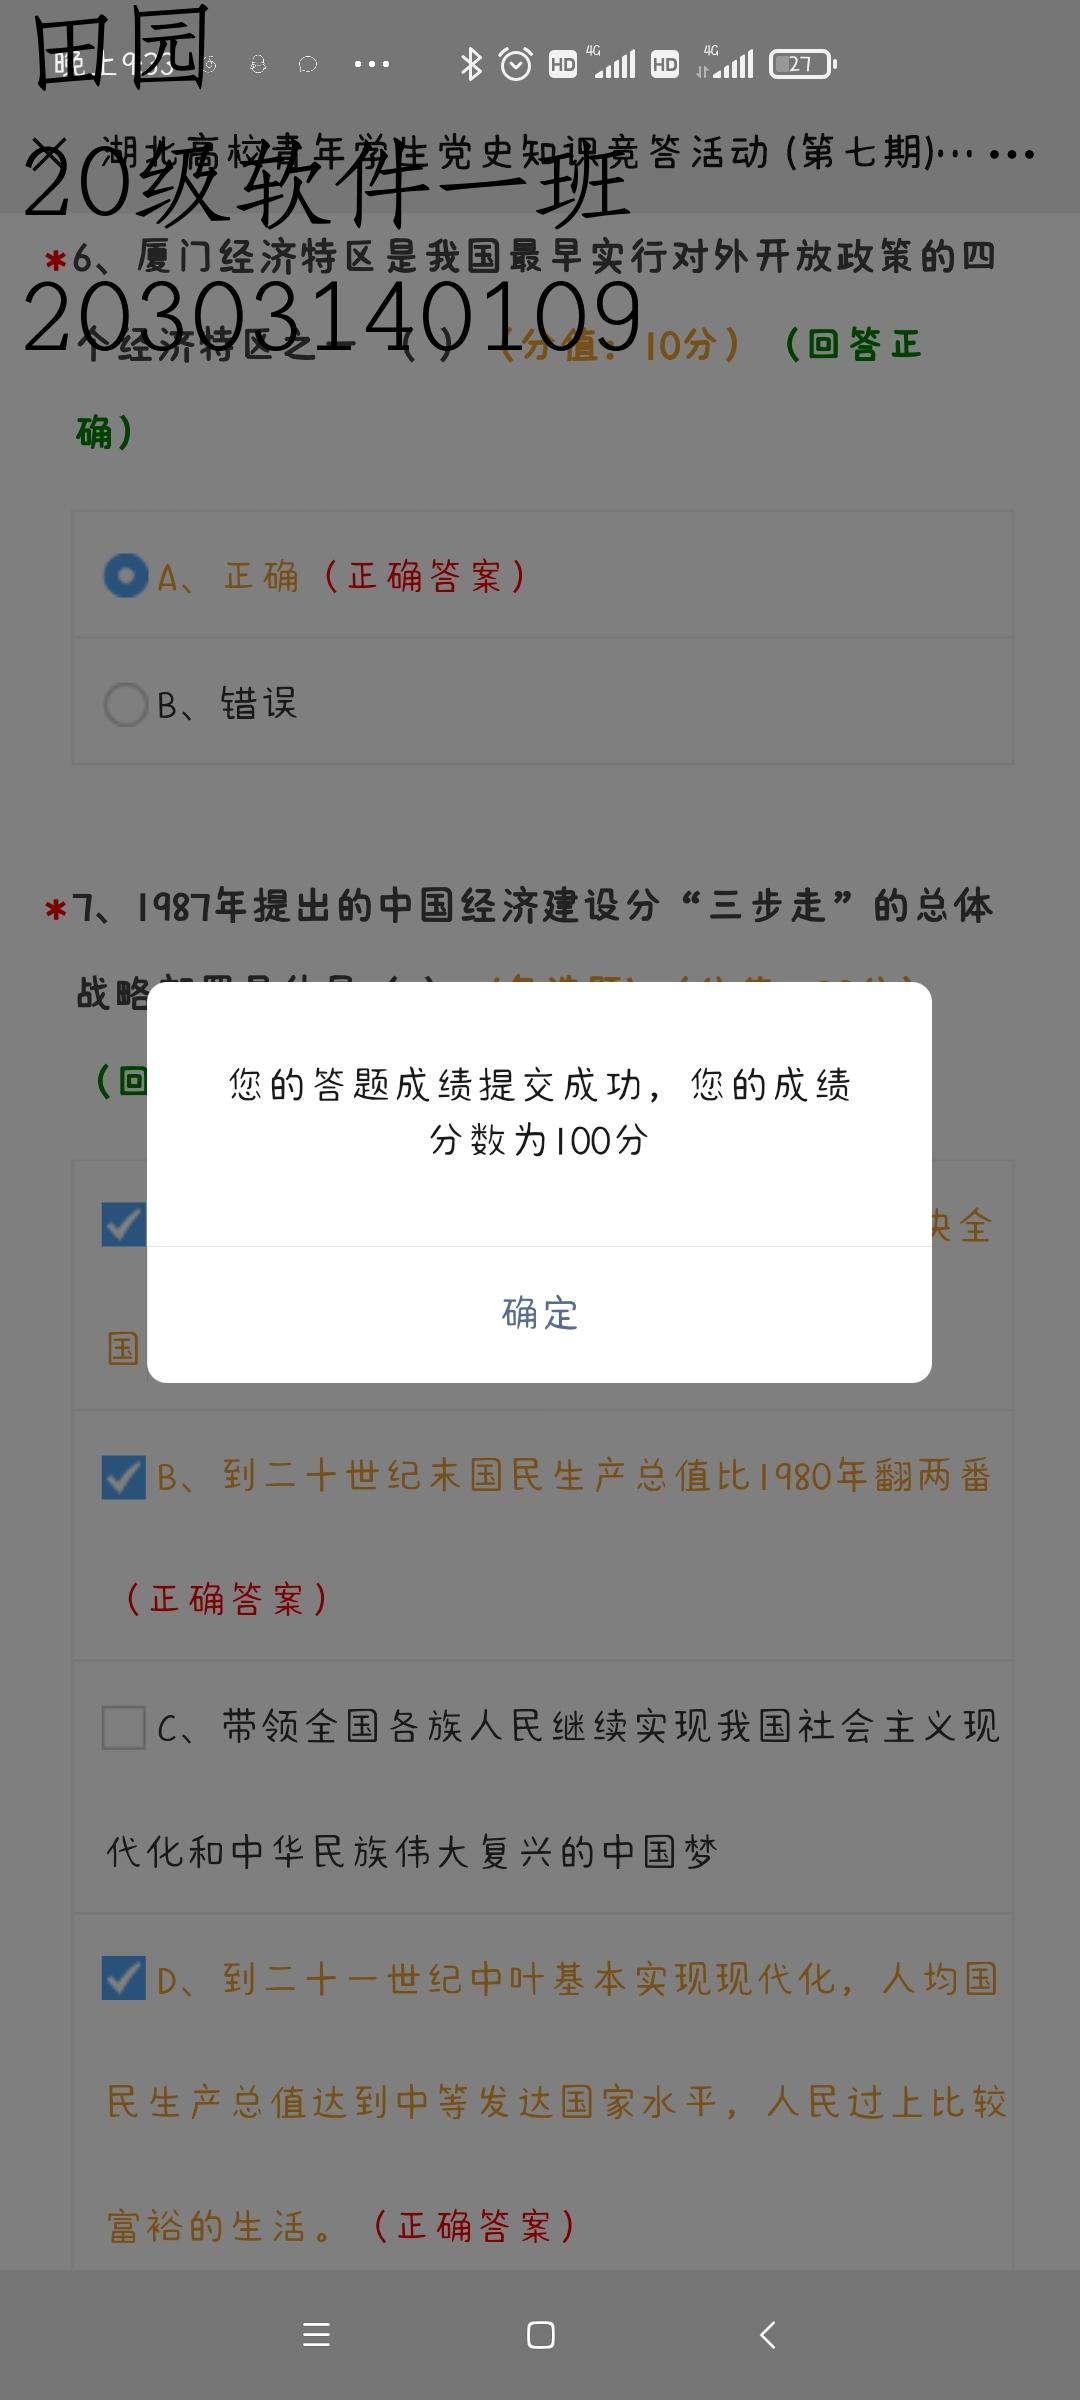 田园
晚上9:33
4G
4G
27
湖北高校青年学生党史知识竞答活动 (第七期)…
20级软件一班
*6、厦门经济特区是我国最早实行对外开放政策的四
20303140109
个经济特区之一 ( ) (分值: 10分) (回答正
确)
A、正确 (正确答案)
B、错误
*7、1987年提出的中国经济建设分“三步走”的总体
战略
(回
您的答题成绩提交成功, 您的成绩
分数为100分
全
确定
国
B、到二十世纪末国民生产总值比1980年翻两番
(正确答案)
C、带领全国各族人民继续实现我国社会主义现
代化和中华民族伟大复兴的中国梦
D、到二十一世纪中叶基本实现现代化, 人均国
民生产总值达到中等发达国家水平, 人民过上比较
富裕的生活。(正确答案)